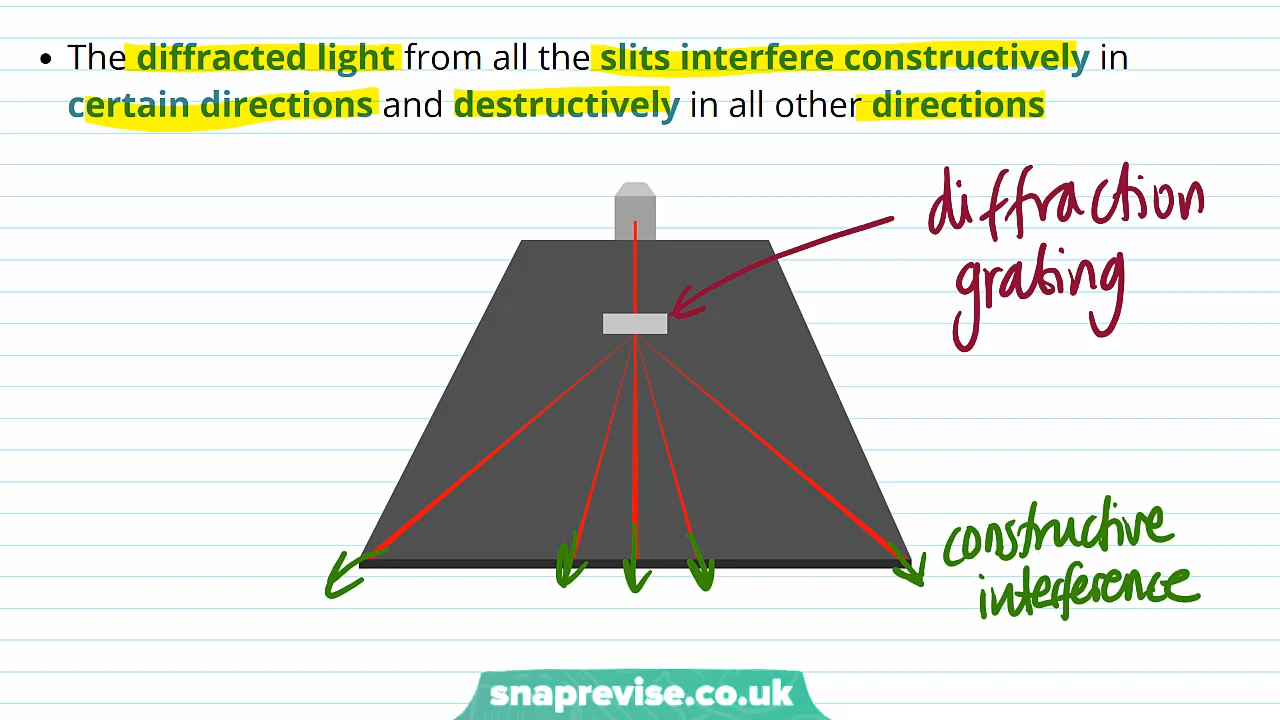 • The diffracted light from all the slits interfere constructively in
certain directions and destructively in all other directions
diffraction
grating
constructive
interference
snaprevise.co.uk